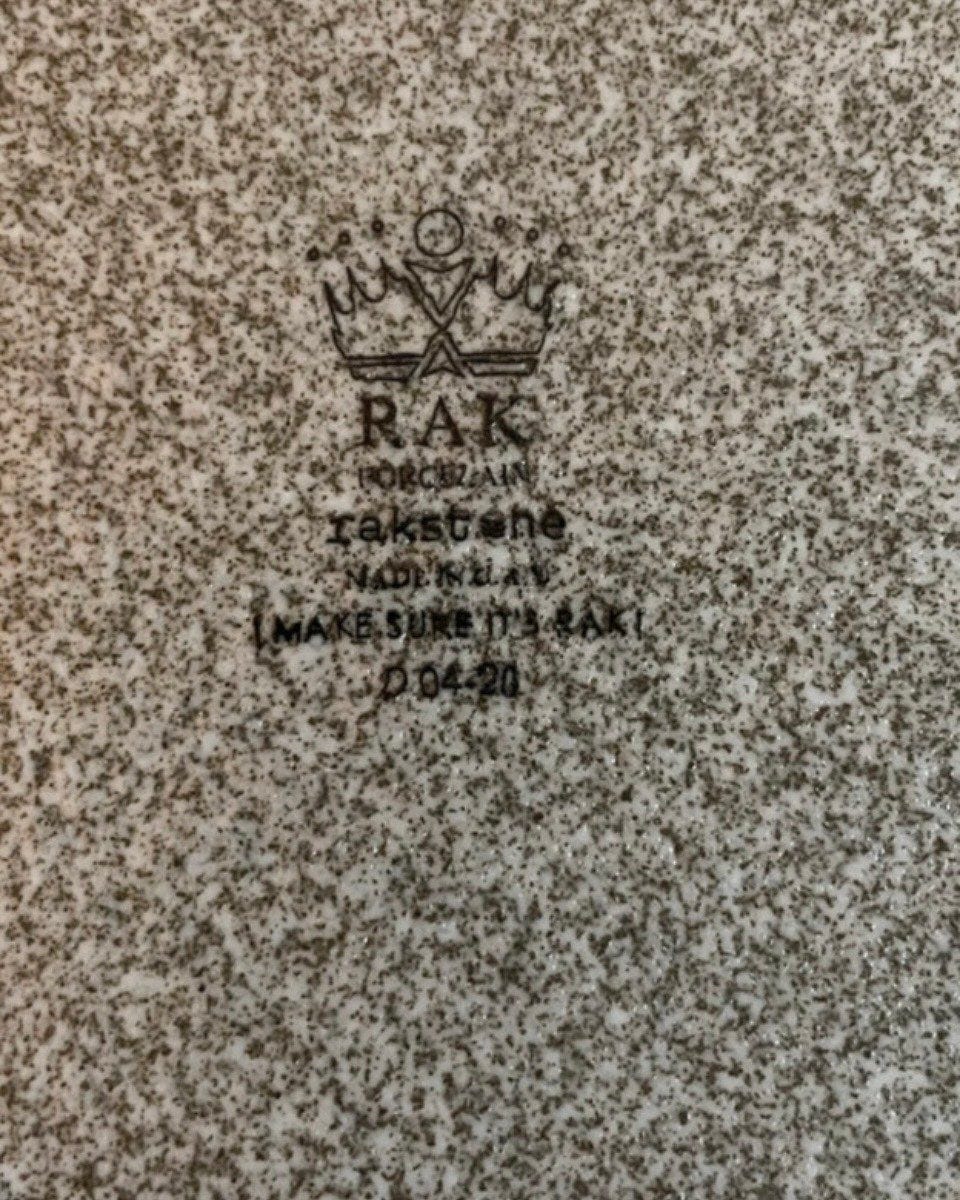 RAK
PORCELAIN
rakstone
MADE IN U.A.E
! MAKE SURE IT'S RAK!
D 04-20